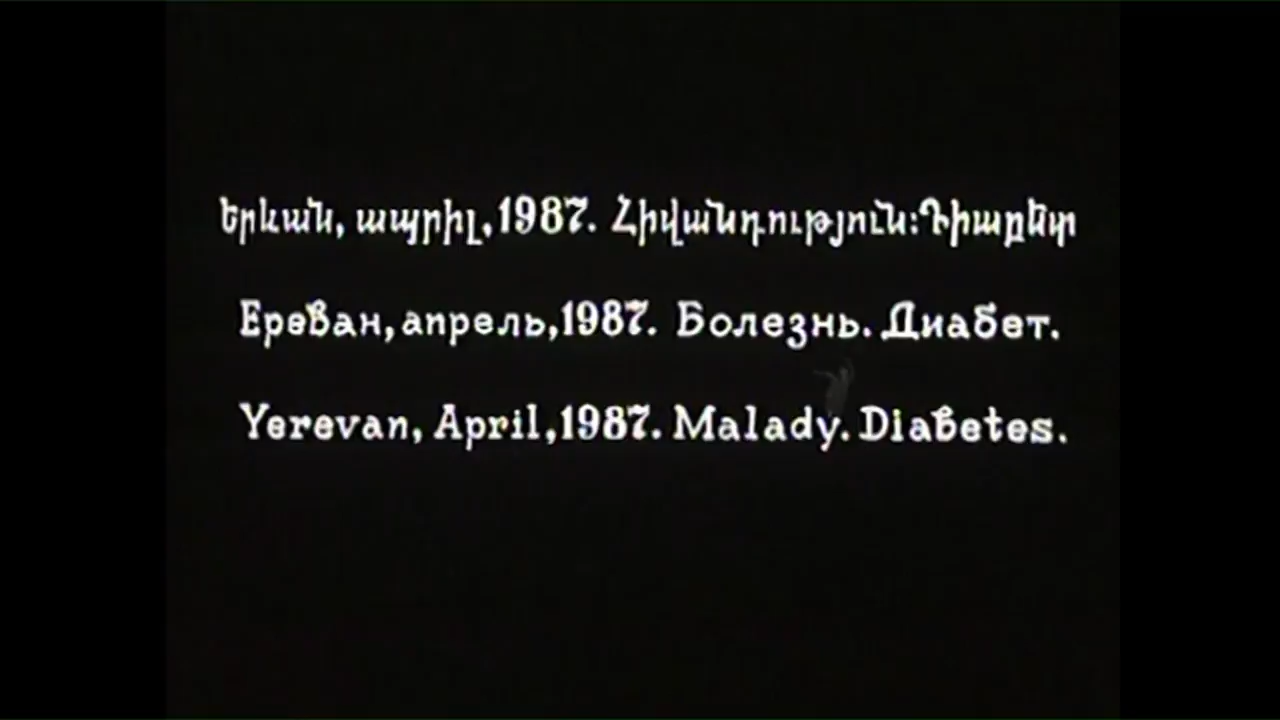 Երևան, ապրիլ,1987. Հիվանդություն։Դիաբետ
Ереван, апрель,1987. Болезнь. Диабет.
Yerevan, April,1987. Malady. Diabetes.